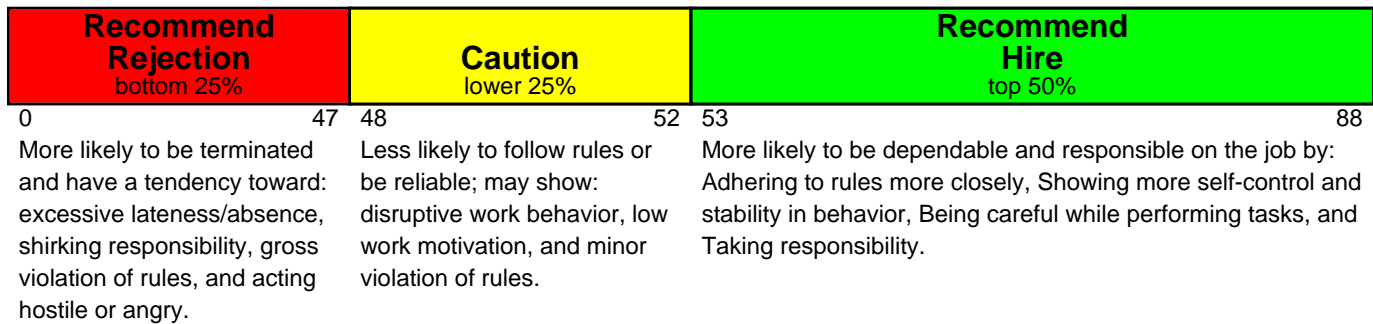 Recommend
Rejection
bottom 25%
Caution
lower 25%
Recommend
Hire
top 50%
0 47 48 52 53 88
More likely to be terminated
and have a tendency toward:
excessive lateness/absence,
shirking responsibility, gross
violation of rules, and acting
hostile or angry.
Less likely to follow rules or
be reliable; may show:
disruptive work behavior, low
work motivation, and minor
violation of rules.
More likely to be dependable and responsible on the job by:
Adhering to rules more closely, Showing more self-control and
stability in behavior, Being careful while performing tasks, and
Taking responsibility.